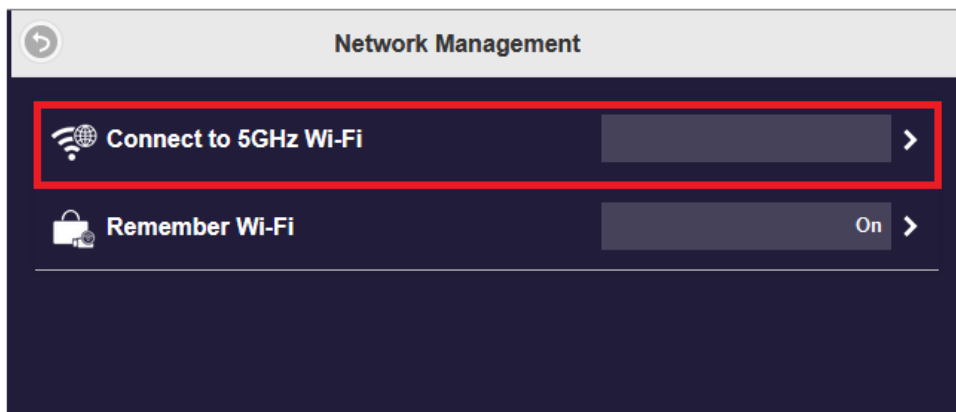 Network Management
Connect to 5GHz Wi-Fi
Remember Wi-Fi On